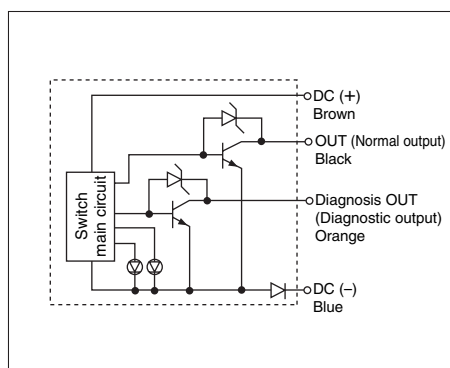 DC (+)
Brown
OUT (Normal output)
Black
Diagnosis OUT
(Diagnostic output)
Orange
Switch
main circuit
DC (–)
Blue